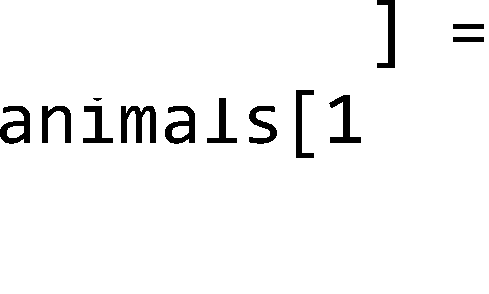 ] =
animals[1